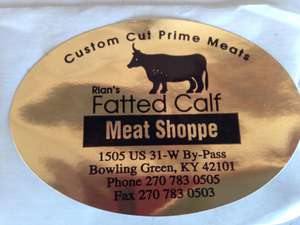 Custom Cut Prime Meats
Rian's
Fatted Calf
Meat Shoppe
1505 US 31-W By-Pass
Bowling Green, KY 42101
Phone 270 783 0505
Fax 270 783 0503